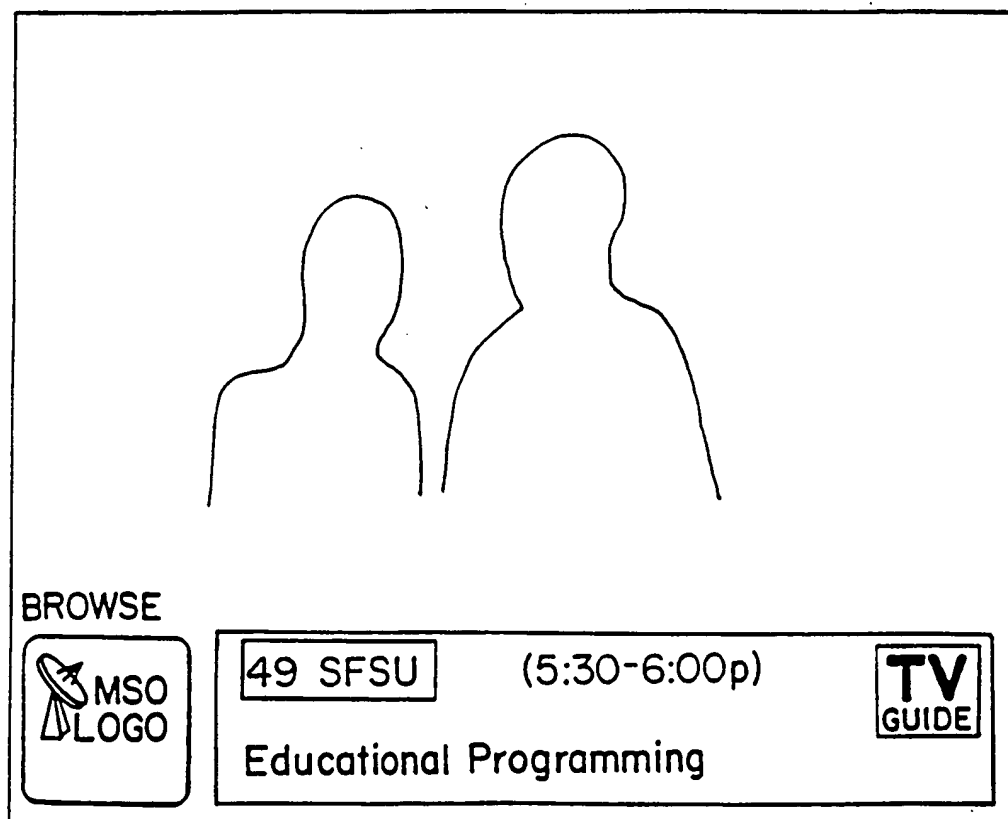 BROWSE
MSO
LOGO
49 SFSU (5:30-6:00p)
Educational Programming
TV
GUIDE